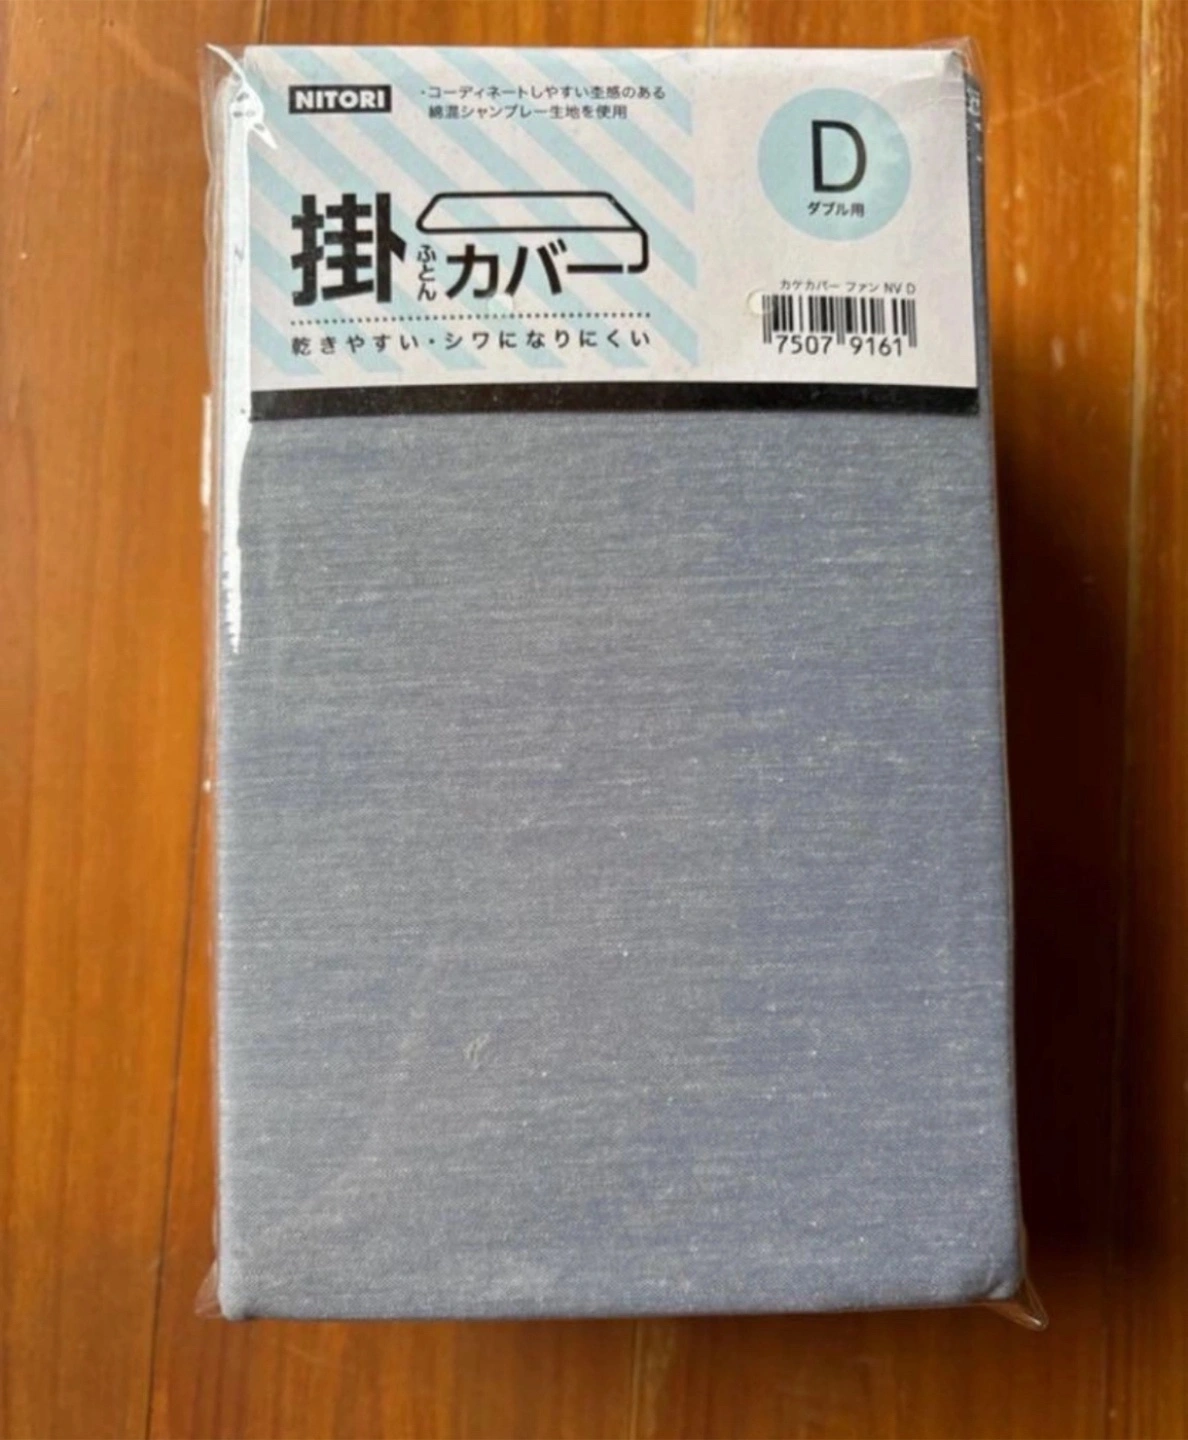 NITORI
・コーディネートしやすい杢感のある
綿混シャンブレー生地を使用
D
ダブル用
掛ふとんカバー
乾きやすい・シワになりにくい
カケカバー ファン NV D
7507 9161